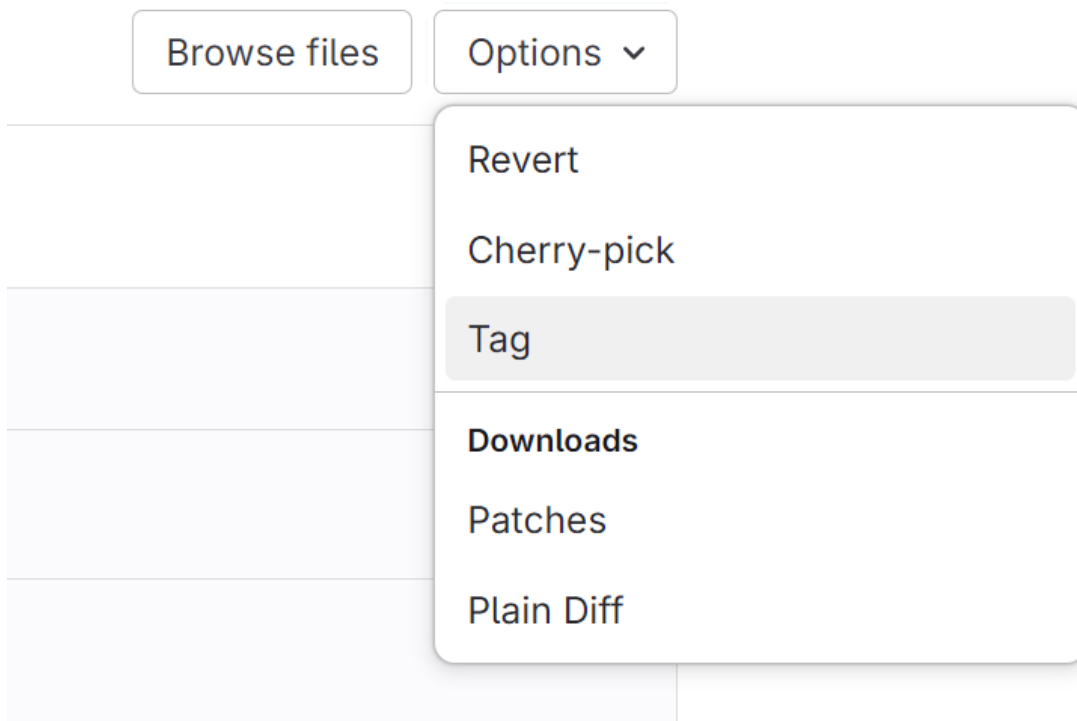 Browse files
Options
Revert
Cherry-pick
Tag
Downloads
Patches
Plain Diff